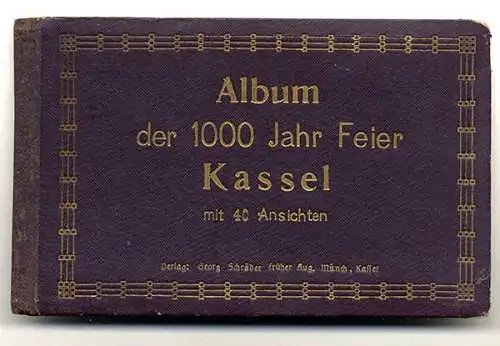 Album
der 1000 Jahr Feier
Kassel
mit 40 Ansichten
Verlag: Georg Schräder früher Aug. Münch, Kassel